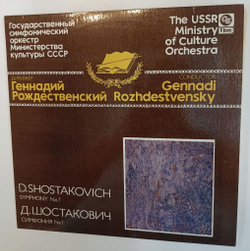 Государственный
симфонический
оркестр
Министерства
культуры СССР
The USSR
Ministry
of Culture
Orchestra
ДИРИЖЕР
Геннадий
Рождественский
CONDUCTOR
Gennadi
Rozhdestvensky
D.SHOSTAKOVICH
SYMPHONY No.1
Д.ШОСТАКОВИЧ
СИМФОНИЯ №1